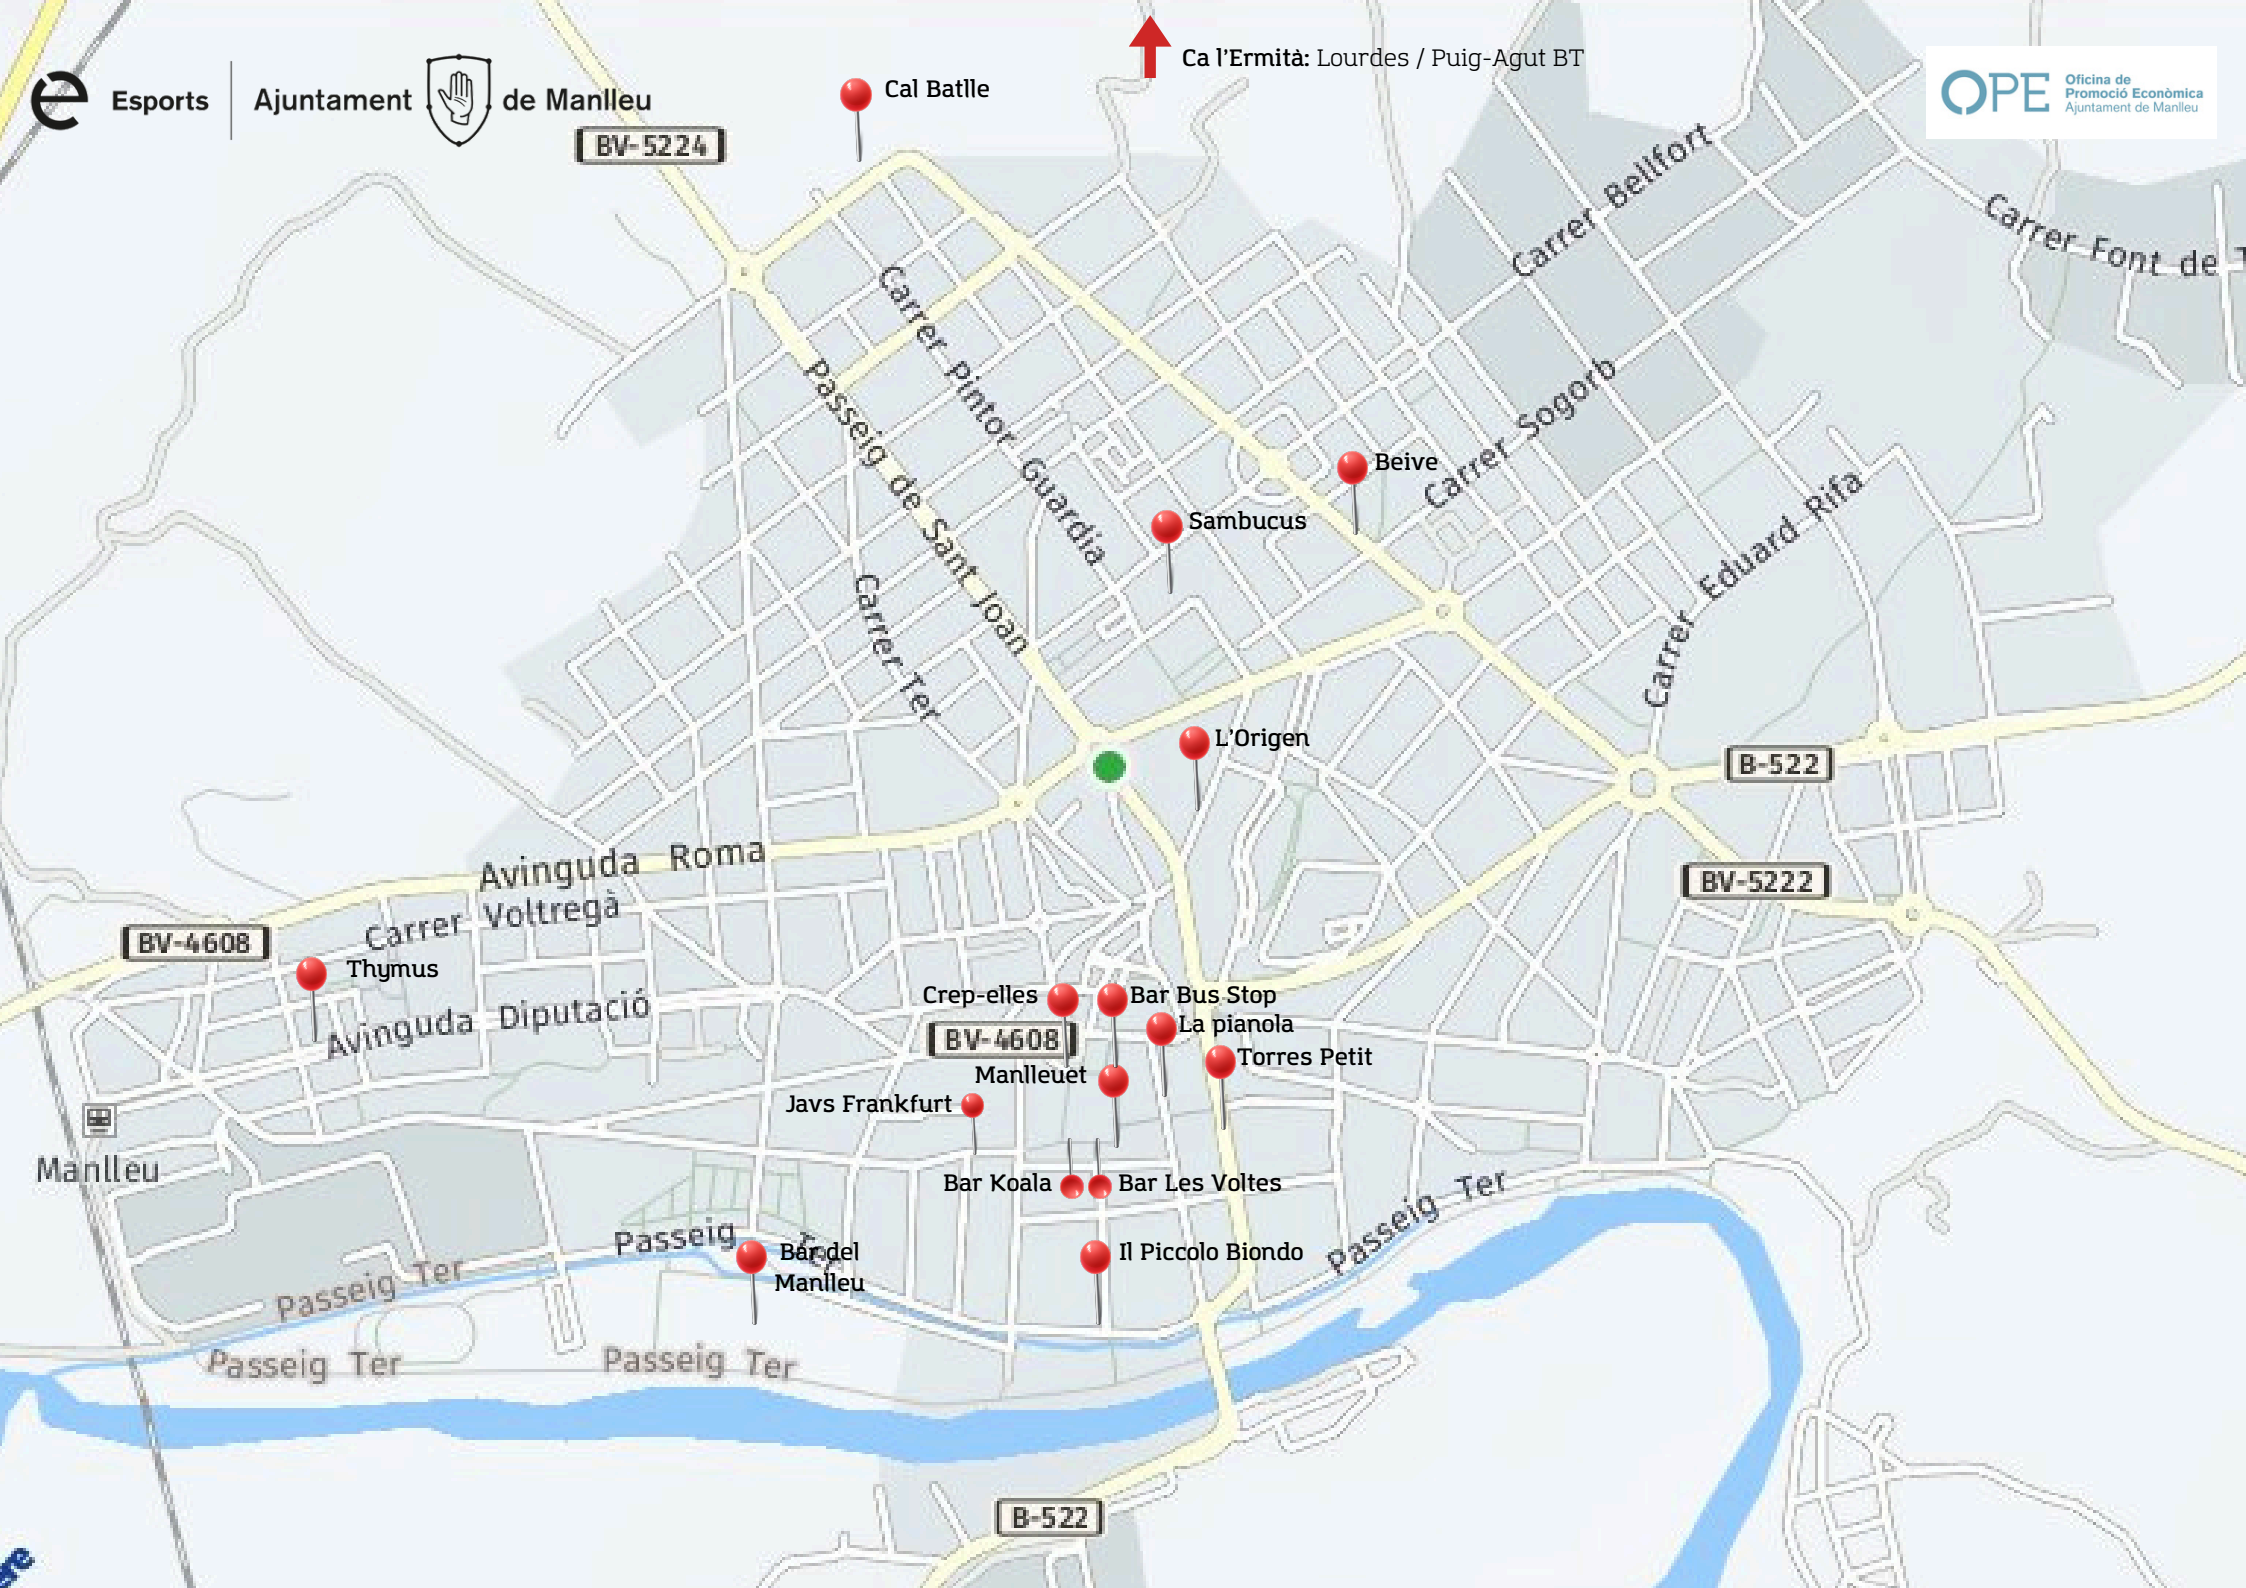 Ca l'Ermità: Lourdes / Puig-Agut BT
Cal Batlle
Esports
Ajuntament de Manlleu
OPE
Oficina de
Promoció Econòmica
Ajuntament de Manlleu
BV-5224
Carrer Bellfort
Carrer Font de
Carrer Pintor Guardia
Passeig de Sant Joan
Carrer Sogorb
Beive
Sambucus
Carrer Eduard Rifa
Carrer Ter
L'Origen
B-522
Avinguda Roma
BV-5222
Carrer Voltregà
BV-4608
Thymus
Avinguda Diputació
Crep-elles
Bar Bus Stop
La pianola
BV-4608
Torres Petit
Manlleuet
Javs Frankfurt
Manlleu
Bar Koala
Bar Les Voltes
Passeig Ter
Passeig Ter
Bar del
Manlleu
Il Piccolo Biondo
Passeig Ter
Passeig Ter
Passeig Ter
B-522